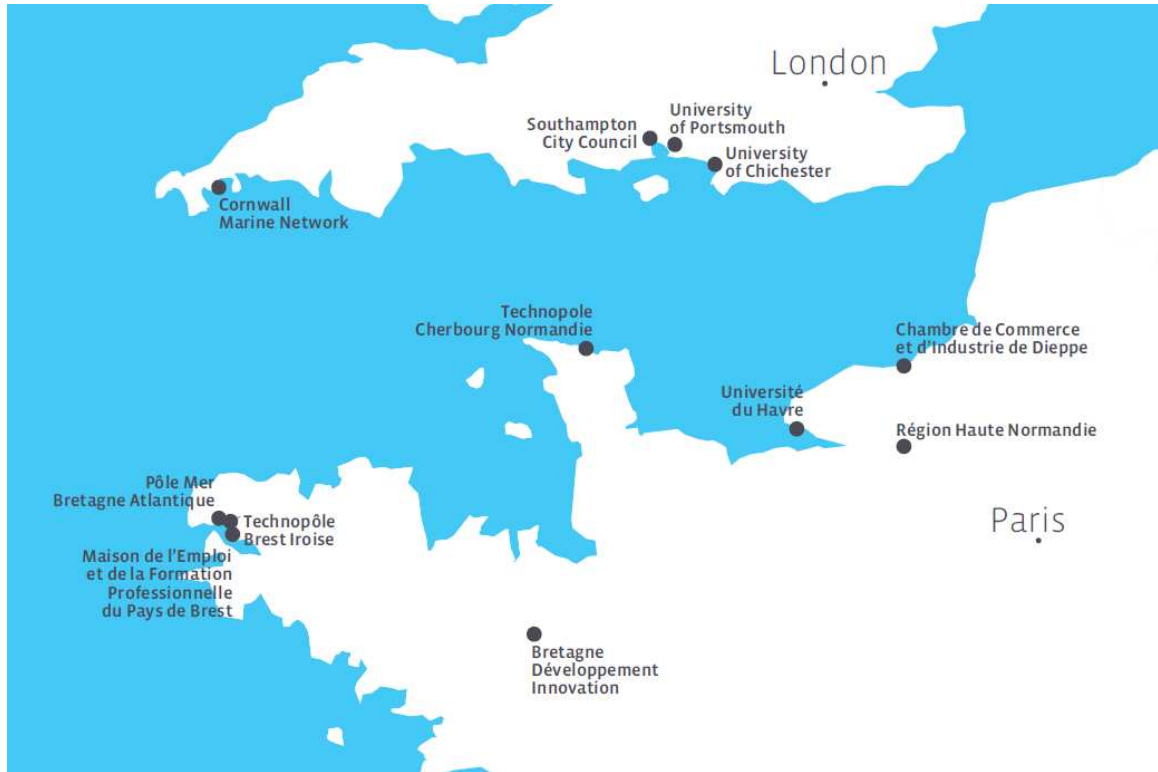 London
University
of Portsmouth
Southampton
City Council
University
of Chichester
Cornwall
Marine Network
Technopole
Cherbourg Normandie
Chambre de Commerce
et d'Industrie de Dieppe
Université
du Havre
Région Haute Normandie
Pôle Mer
Bretagne Atlantique
Technopôle
Brest Iroise
Paris
Maison de l'Emploi
et de la Formation
Professionnelle
du Pays de Brest
Bretagne
Développement
Innovation